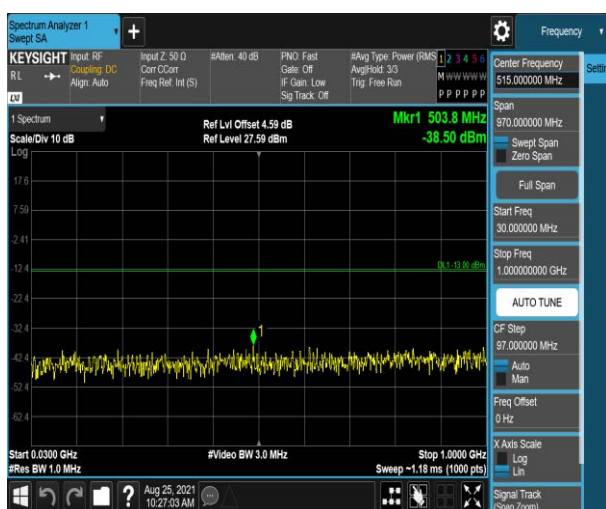 Spectrum Analyzer 1
Swept SA
+
Frequency
KEYSIGHT
RL
Input: RF
Coupling: DC
Align: Auto
Input Z: 50 Ω
Corr CCorr
Freq Ref: Int (S)
#Atten: 40 dB
PNO: Fast
Gate: Off
IF Gain: Low
Sig Track: Off
#Avg Type: Power (RMS
Avg|Hold: 3/3
Trig: Free Run
1 2 3 4 5 6
M W W W W W
P P P P P P
LXI
1 Spectrum
Scale/Div 10 dB
Log
Ref Lvl Offset 4.59 dB
Ref Level 27.59 dBm
Mkr1 503.8 MHz
-38.50 dBm
17.6
7.59
-2.41
-12.4
-22.4
-32.4
-42.4
-52.4
-62.4
DL1 -13.00 dBm
1
Start 0.0300 GHz
#Res BW 1.0 MHz
#Video BW 3.0 MHz
Stop 1.0000 GHz
Sweep ~1.18 ms (1000 pts)
?
Aug 25, 2021
10:27:03 AM
Center Frequency
515.000000 MHz
Settin
Span
970.000000 MHz
Swept Span
Zero Span
Full Span
Start Freq
30.000000 MHz
Stop Freq
1.000000000 GHz
AUTO TUNE
CF Step
97.000000 MHz
Auto
Man
Freq Offset
0 Hz
X Axis Scale
Log
Lin
Signal Track
(Span Zoom)